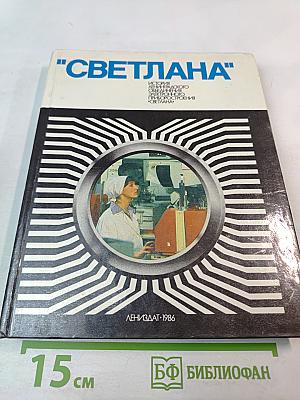 "СВЕТЛАНА"
ИСТОРИЯ
ЛЕНИНГРАДСКОГО
ОБЪЕДИНЕНИЯ
ЭЛЕКТРОННОГО
ПРИБОРОСТРОЕНИЯ
«СВЕТЛАНА»
ЛЕНИЗДАТ·1986
15 см
БФ БИБЛИОФАН